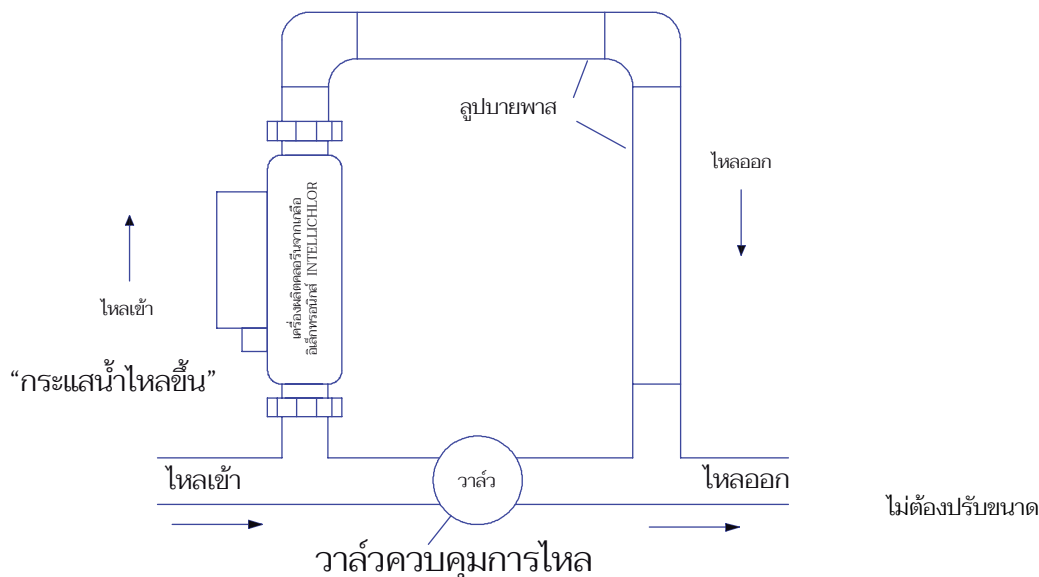 ลูปบายพาส
ไหลออก
เครื่องผลิตคลอรีนจากเกลือ
อิเล็กทรอนิกส์ INTELLICHLOR
ไหลเข้า
“กระแสน้ำไหลขึ้น”
ไหลเข้า
วาล์ว
ไหลออก
ไม่ต้องปรับขนาด
วาล์วควบคุมการไหล